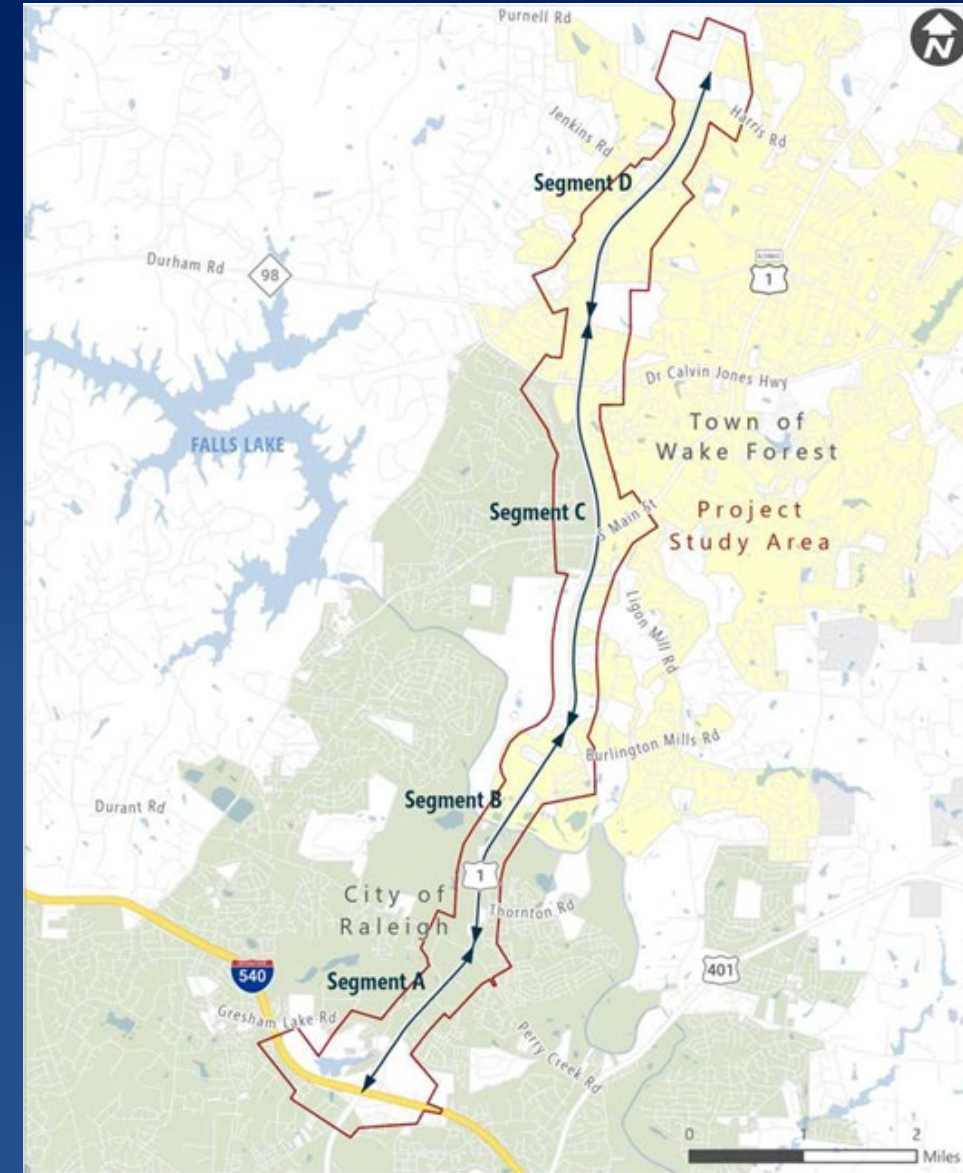 Purnell Rd
N
Jenkins Rd
Harris Rd
Segment D
Durham Rd
98
1
Dr Calvin Jones Hwy
Town of
Wake Forest
FALLS LAKE
Segment C
S Main St
Project
Study Area
Ligon Mill Rd
Burlington Mills Rd
Segment B
Durant Rd
1
City of
Raleigh
Thornton Rd
Segment A
540
401
Gresham Lake Rd
Perry Creek Rd
0 1 2
Miles